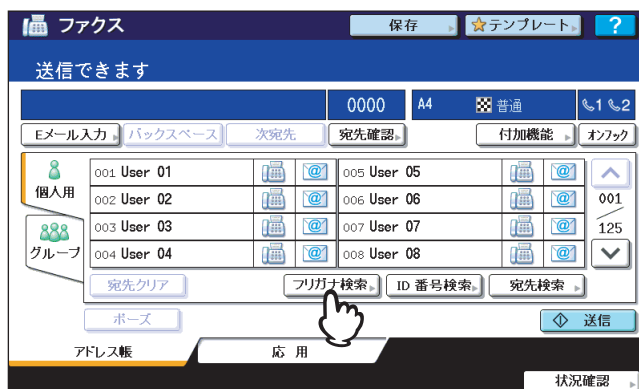 ファクス 保存 テンプレート ?
送信できます
0000 A4 普通 1 2
Eメール入力 バックスペース 次宛先 宛先確認 付加機能 オンフック
個人用
グループ
001 User 01 005 User 05
002 User 02 006 User 06 001
003 User 03 007 User 07 125
004 User 04 008 User 08
宛先クリア フリガナ検索 ID 番号検索 宛先検索
ポーズ 送信
アドレス帳 応用
状況確認